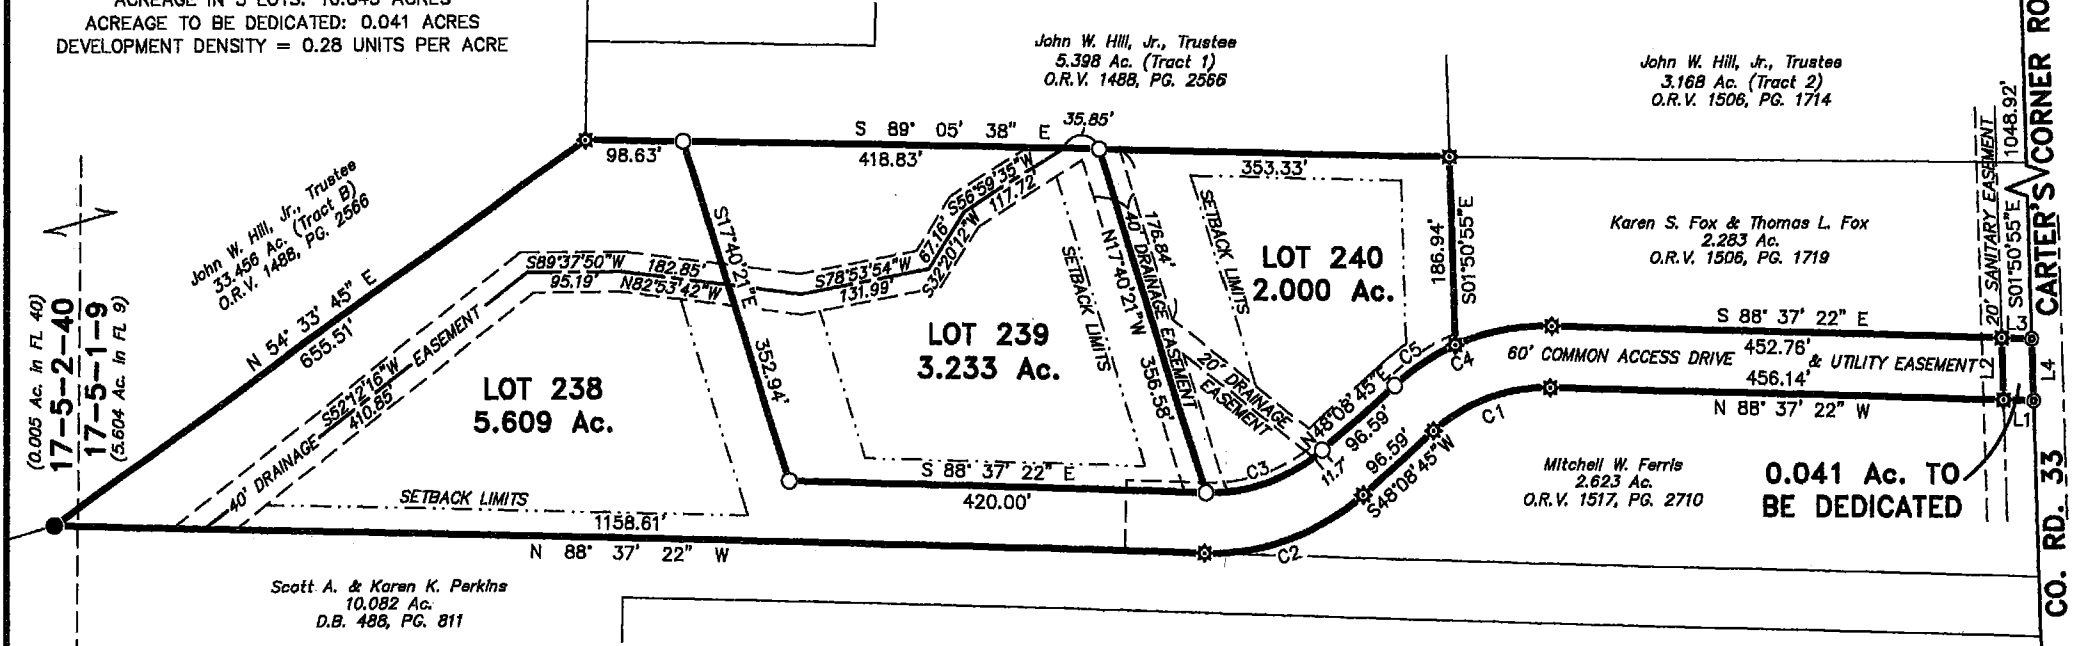 ACREAGE IN 3 LOTS: 10.843 ACRES
ACREAGE TO BE DEDICATED: 0.041 ACRES
DEVELOPMENT DENSITY = 0.28 UNITS PER ACRE
John W. Hill, Jr., Trustee
5.398 Ac. (Tract 1)
O.R.V. 1488, PG. 2566
John W. Hill, Jr., Trustee
3.168 Ac. (Tract 2)
O.R.V. 1506, PG. 1714
John W. Hill, Jr., Trustee
33.456 Ac. (Tract B)
O.R.V. 1488, PG. 2566
N 54° 33' 45" E
655.51'
(0.005 Ac. in FL 40)
17-5-2-40
17-5-1-9
(5.604 Ac. in FL 9)
98.63'
S 89° 05' 38" E
418.83'
35.85'
353.33'
S17°40'21"E
352.94'
S89°37'50"W
95.19'
182.85'
N82°53'42"W
S78°53'54"W
131.99'
67.16'
S32°20'12"W
S56°59'35"W
117.72'
40' DRAINAGE EASEMENT
S52°12'16"W
410.85'
LOT 238
5.609 Ac.
SETBACK LIMITS
LOT 239
3.233 Ac.
SETBACK LIMITS
N17°40'21"W
356.58'
40' DRAINAGE EASEMENT
176.84'
SETBACK LIMITS
LOT 240
2.000 Ac.
20' DRAINAGE
EASEMENT
186.94'
S01°50'55"E
Karen S. Fox & Thomas L. Fox
2.283 Ac.
O.R.V. 1506, PG. 1719
20' SANITARY EASEMENT
1048.92'
S01°50'55"E
CARTER'S CORNER RO
CO. RD. 33
S 88° 37' 22" E
452.76'
60' COMMON ACCESS DRIVE & UTILITY EASEMENT
456.14'
N 88° 37' 22" W
L3
L2
L4
L1
C5
C4
C1
C3
C2
N48°08'45"E
96.59'
11.7'
96.59'
S48°08'45"W
S 88° 37' 22" E
420.00'
1158.61'
N 88° 37' 22" W
Mitchell W. Ferris
2.623 Ac.
O.R.V. 1517, PG. 2710
0.041 Ac. TO
BE DEDICATED
Scott A. & Karen K. Perkins
10.082 Ac.
D.B. 488, PG. 811